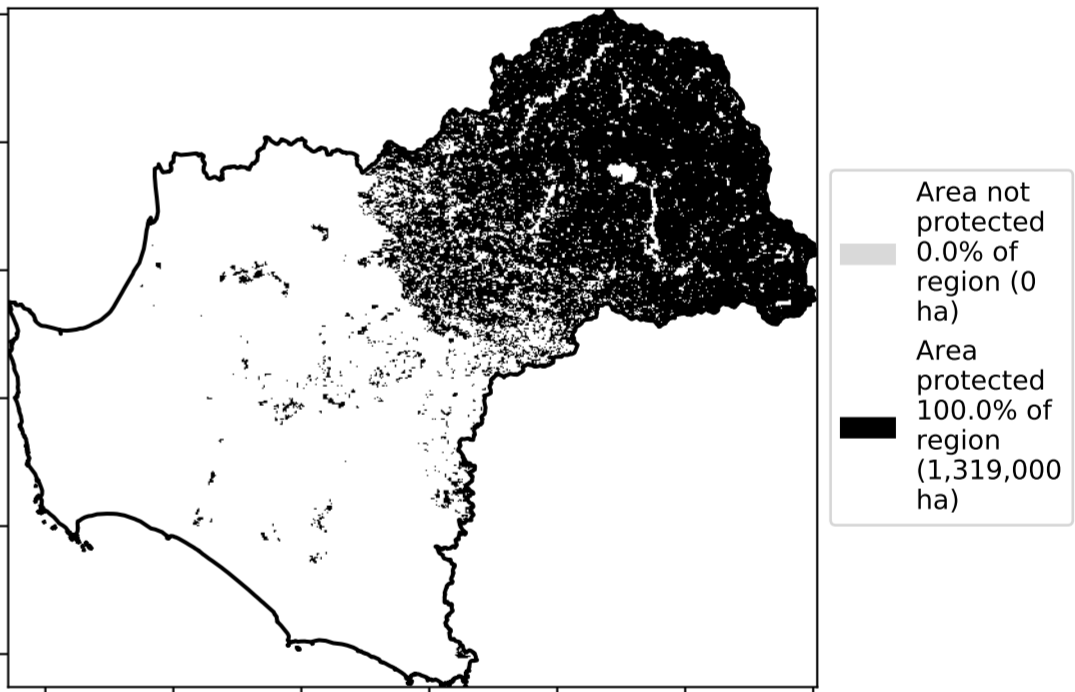 Area not
protected
0.0% of
region (0
ha)
Area
protected
100.0% of
region
(1,319,000
ha)